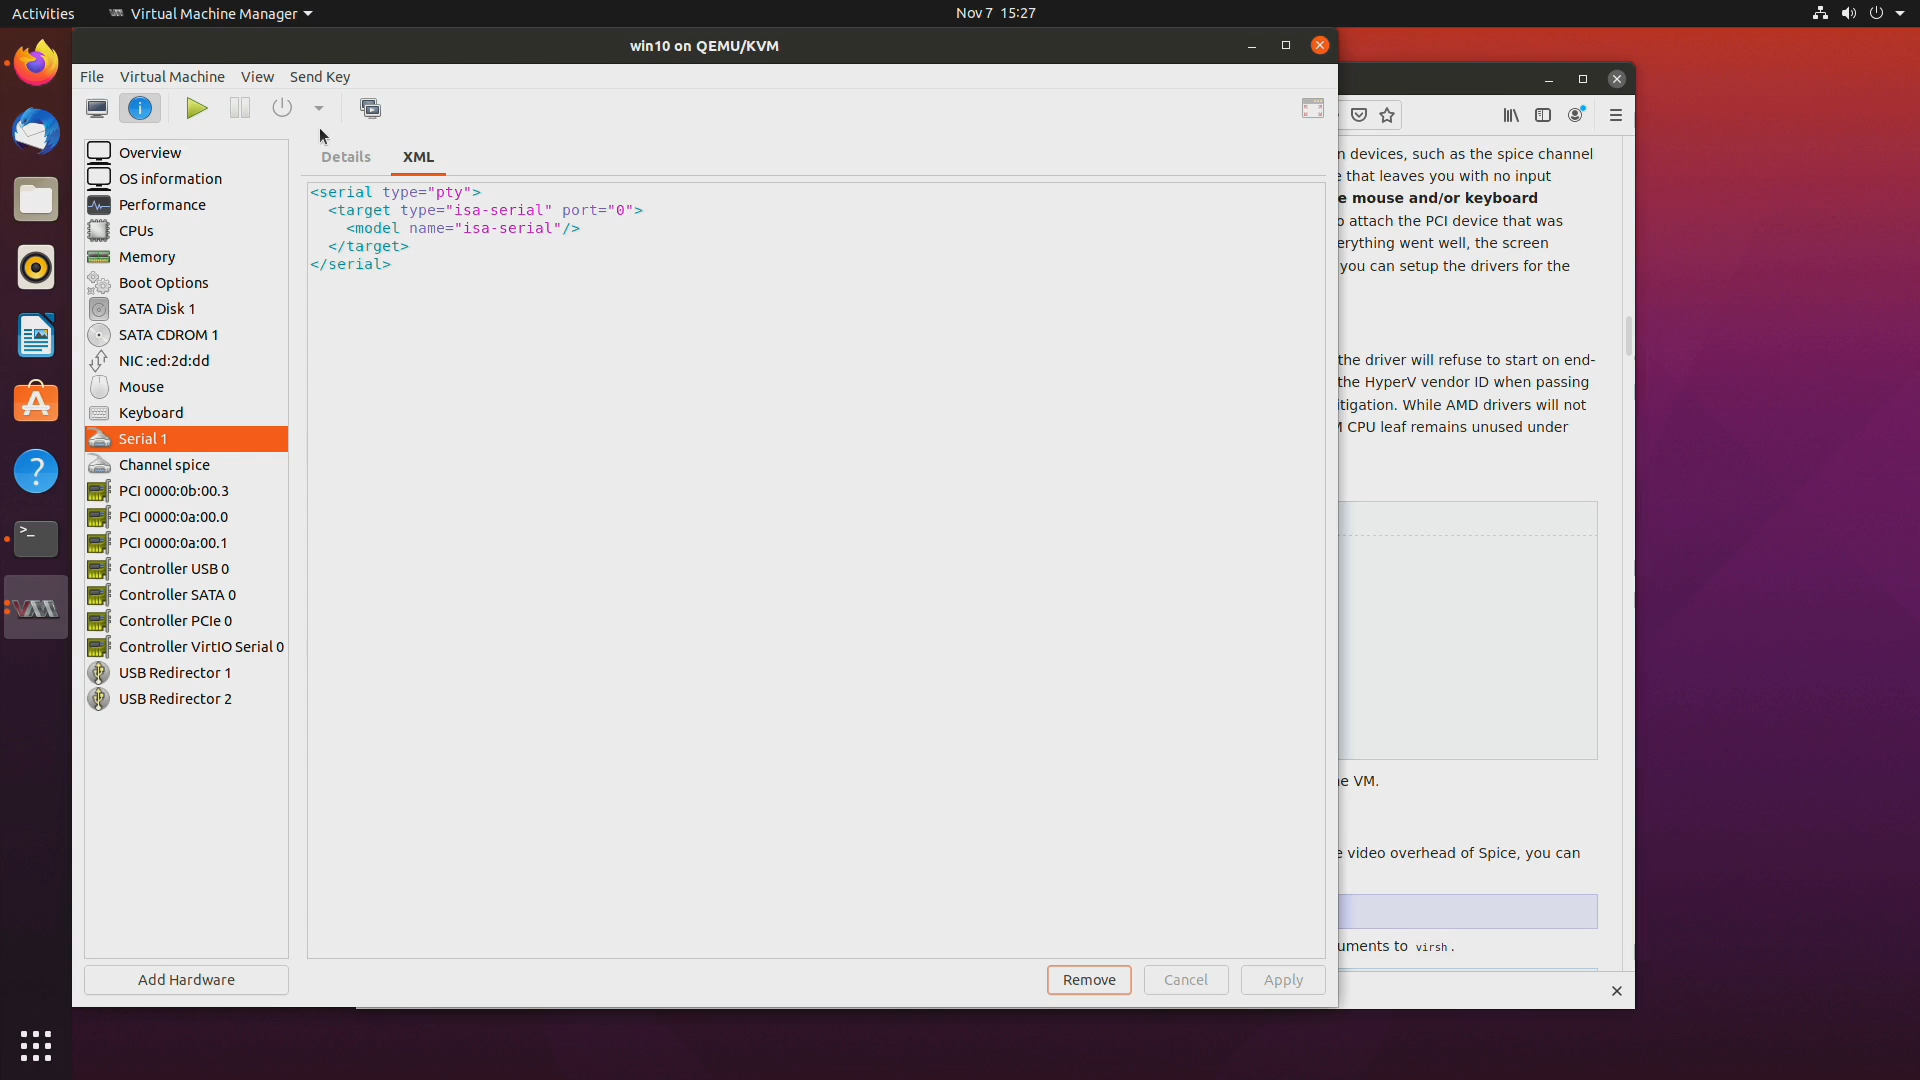 Activities
Virtual Machine Manager
Nov 7 15:27
win10 on QEMU/KVM
File Virtual Machine View Send Key
Details
XML
Overview
OS information
Performance
CPUs
Memory
Boot Options
SATA Disk 1
SATA CDROM 1
NIC :ed:2d:dd
Mouse
Keyboard
Serial 1
Channel spice
PCI 0000:0b:00.3
PCI 0000:0a:00.0
PCI 0000:0a:00.1
Controller USB 0
Controller SATA 0
Controller PCIe 0
Controller VirtIO Serial 0
USB Redirector 1
USB Redirector 2
Add Hardware
<serial type="pty">
<target type="isa-serial" port="0">
<model name="isa-serial"/>
</target>
</serial>
Remove
Cancel
Apply
n devices, such as the spice channel
e that leaves you with no input
e mouse and/or keyboard
o attach the PCI device that was
erything went well, the screen
you can setup the drivers for the
the driver will refuse to start on end-
the HyperV vendor ID when passing
itigation. While AMD drivers will not
M CPU leaf remains unused under
he VM.
e video overhead of Spice, you can
uments to virsh.